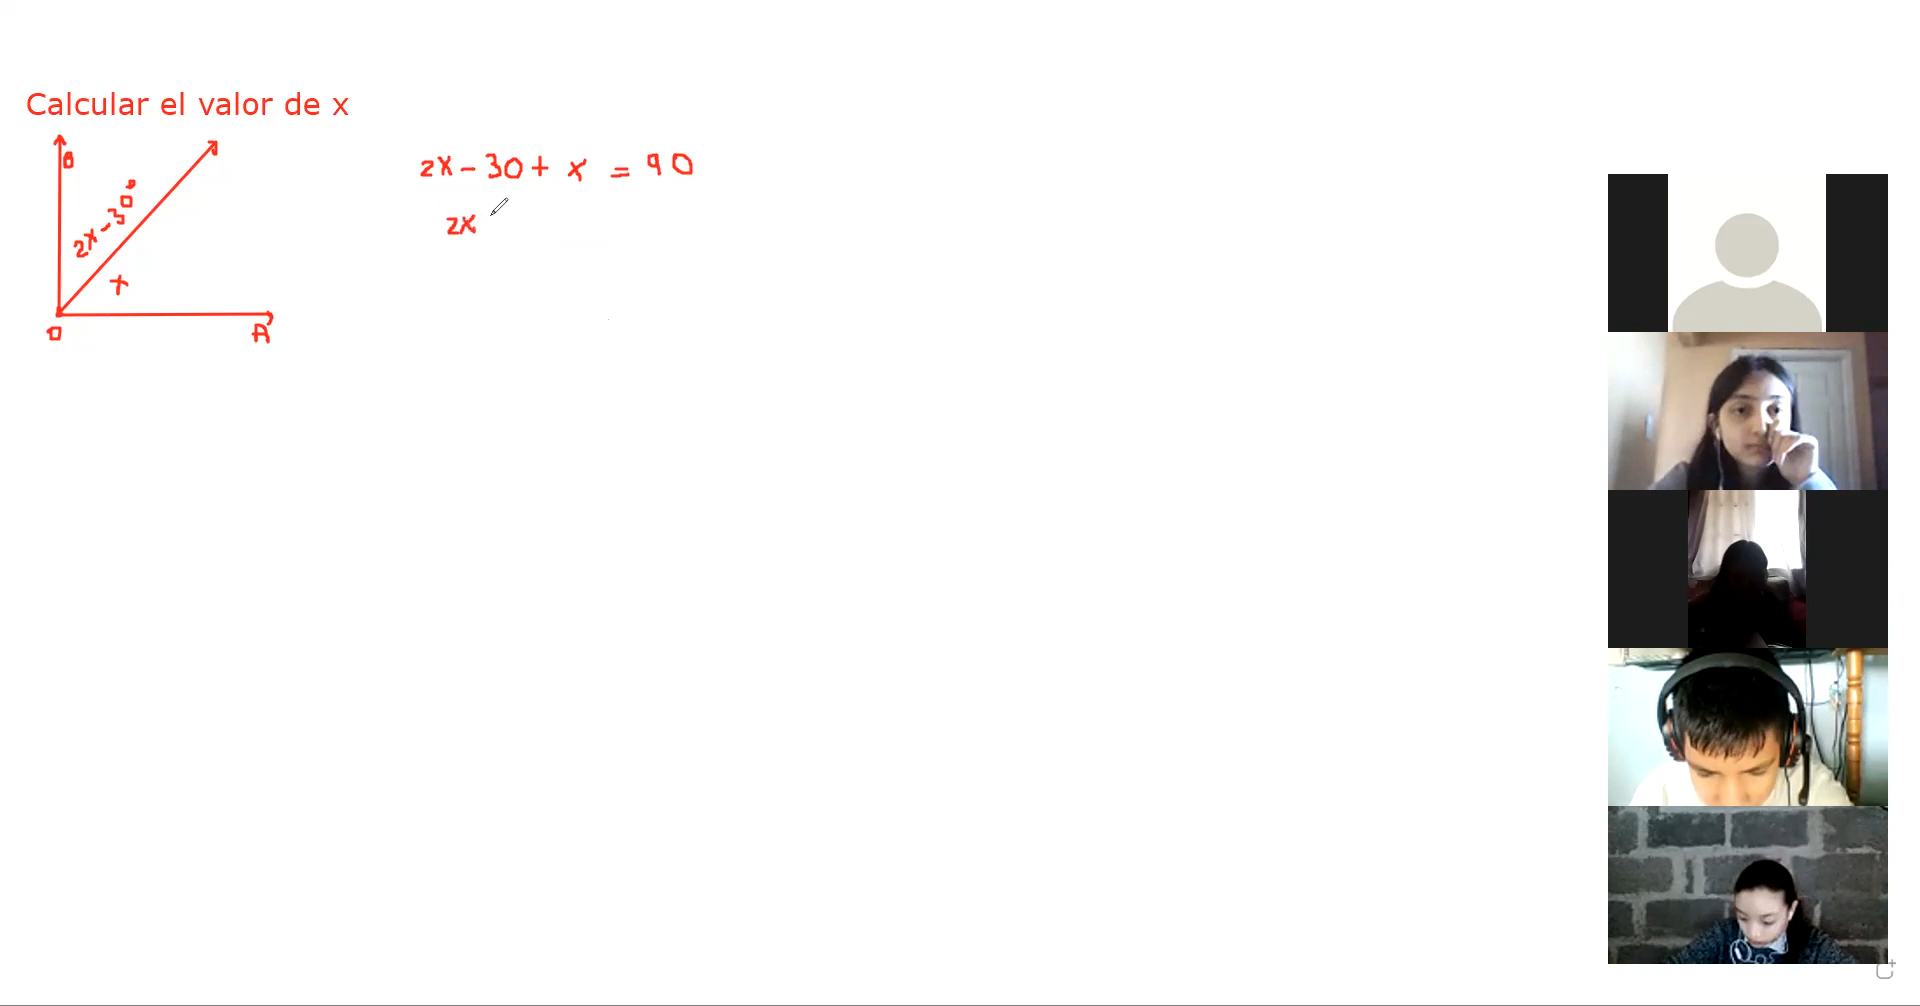 Calcular el valor de x
B
2x - 30°
x
O
A
2x - 30 + x = 90
2x